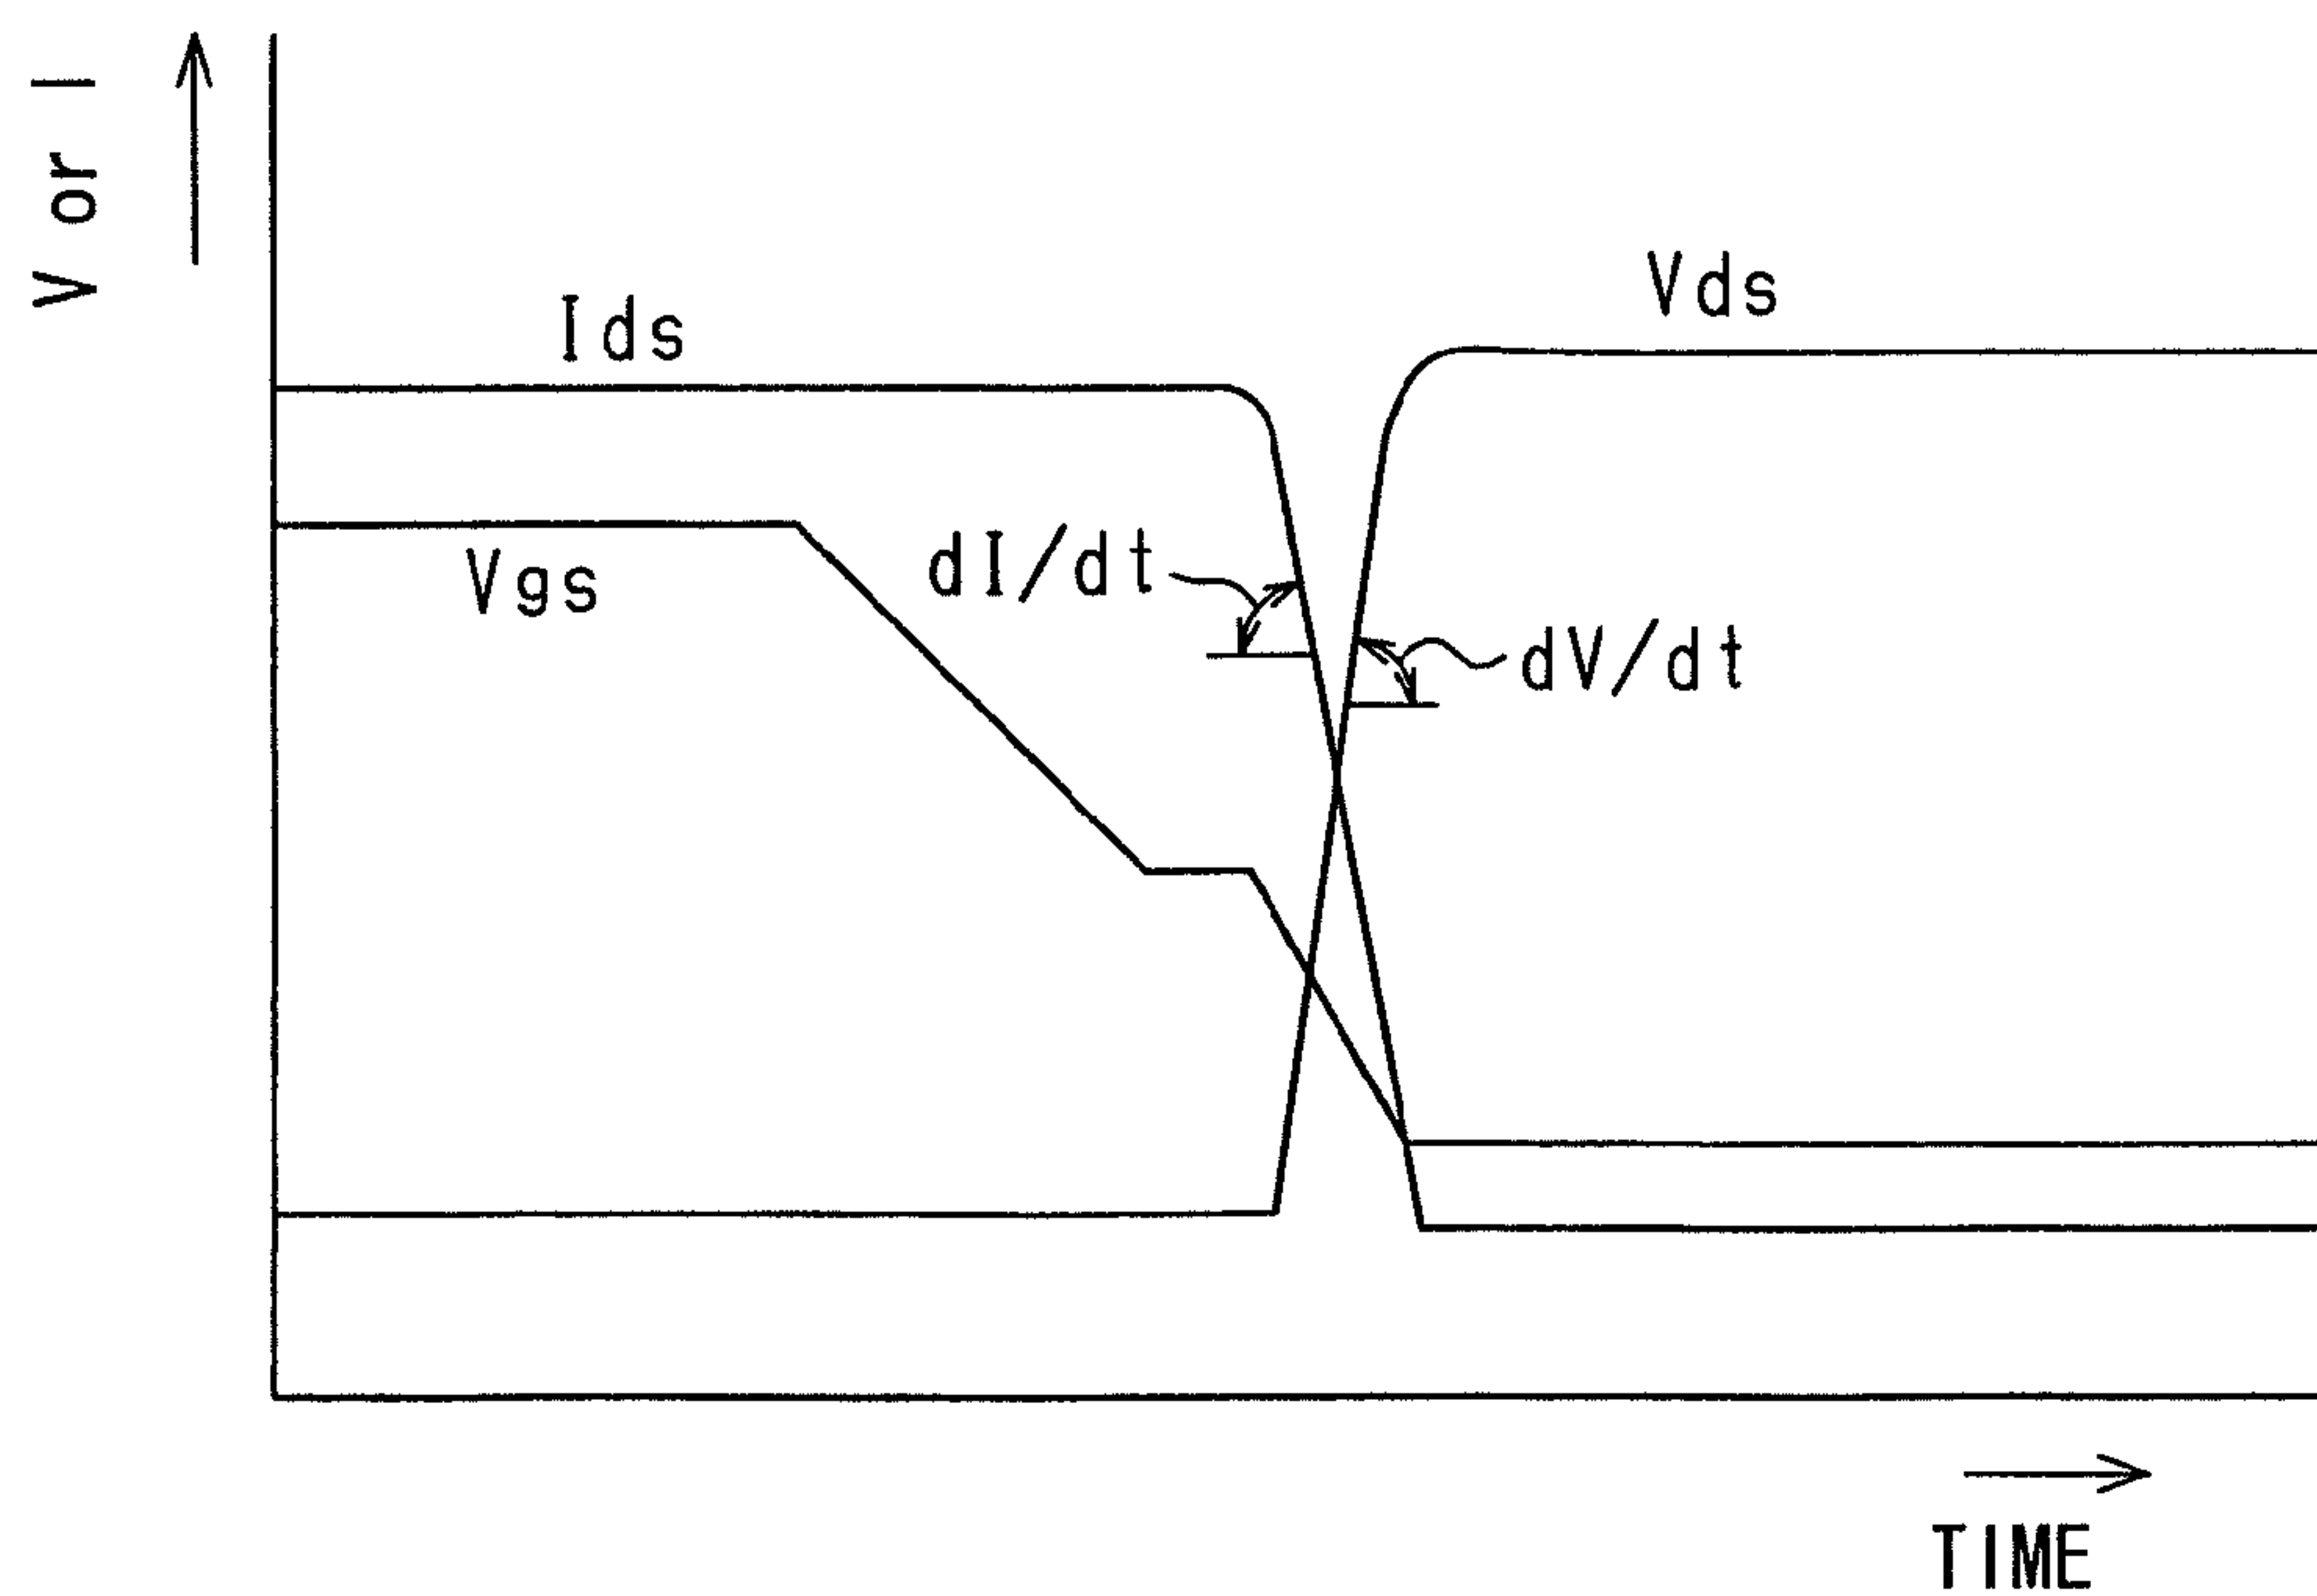 V or I
Ids
Vds
Vgs
dI/dt
dV/dt
TIME